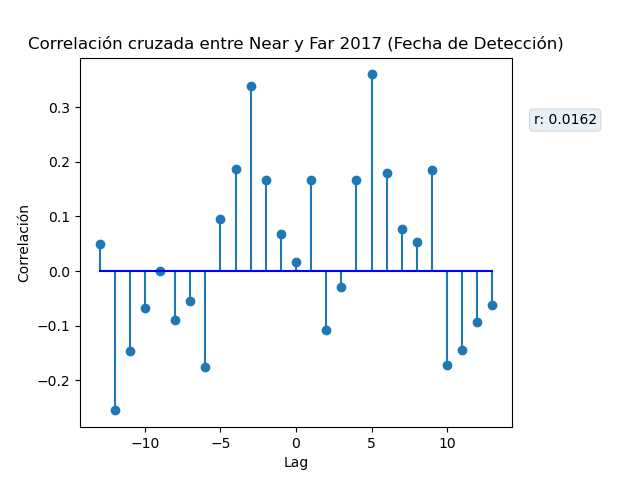 Correlación cruzada entre Near y Far 2017 (Fecha de Detección)
r: 0.0162
0.3
0.2
0.1
0.0
−0.1
−0.2
Correlación
−10
−5
0
5
10
Lag